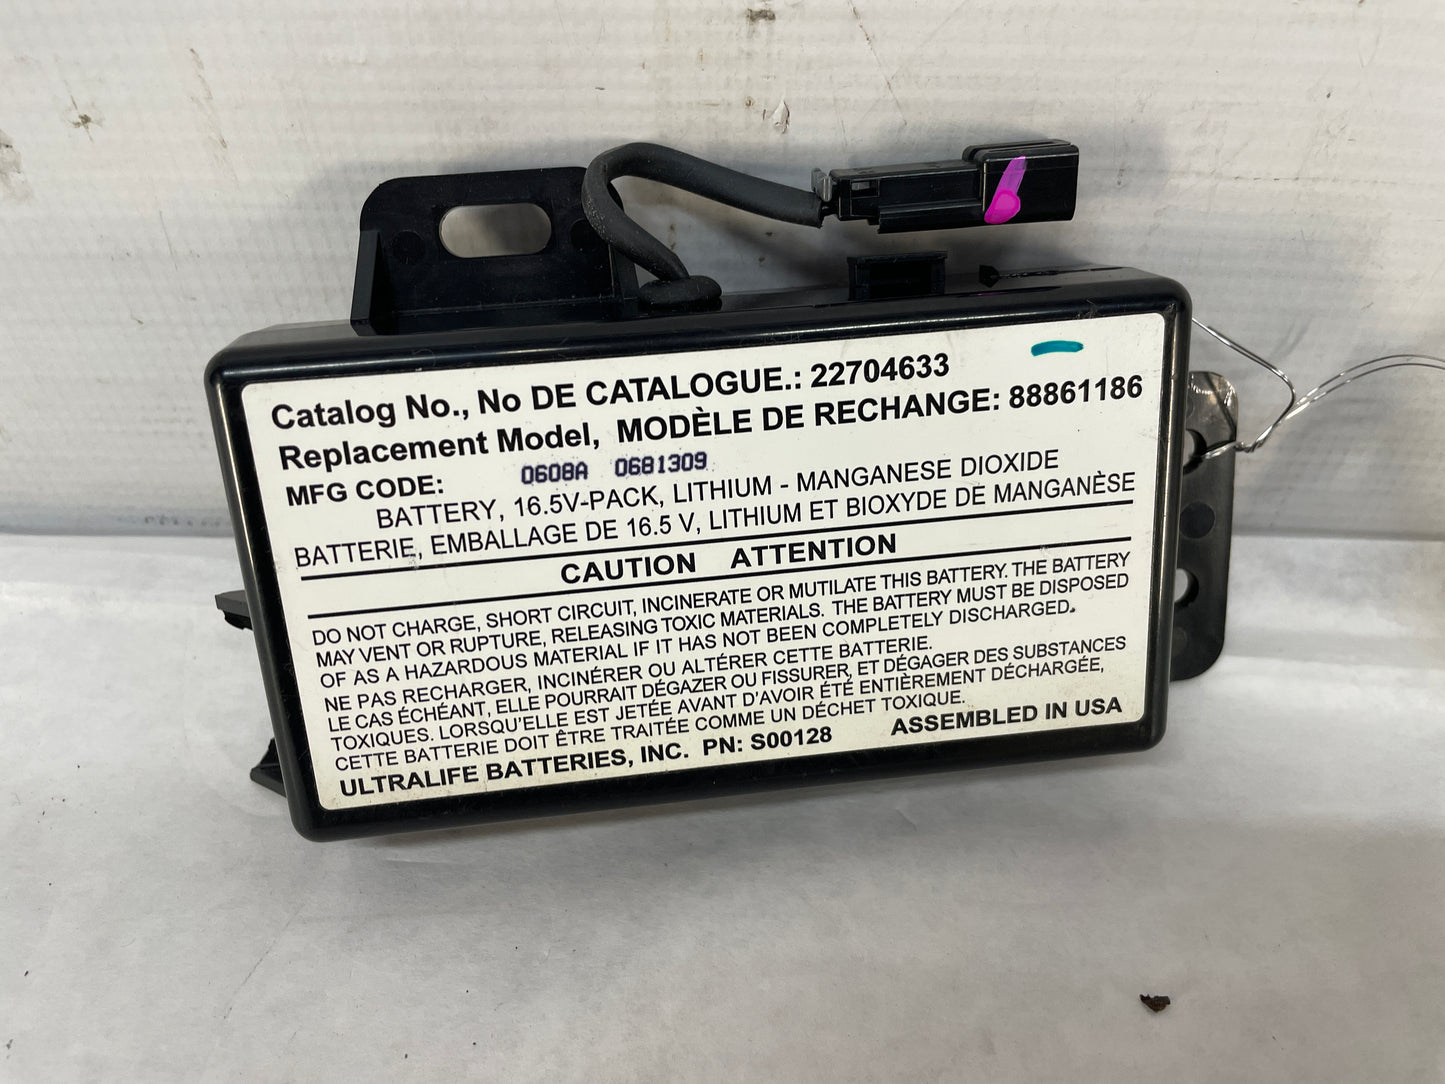 Catalog No., No DE CATALOGUE.: 22704633
Replacement Model, MODÈLE DE RECHANGE: 88861186
MFG CODE: 0608A 0681309
BATTERY, 16.5V-PACK, LITHIUM - MANGANESE DIOXIDE
BATTERIE, EMBALLAGE DE 16.5 V, LITHIUM ET BIOXYDE DE MANGANÈSE
CAUTION ATTENTION
DO NOT CHARGE, SHORT CIRCUIT, INCINERATE OR MUTILATE THIS BATTERY. THE BATTERY
MAY VENT OR RUPTURE, RELEASING TOXIC MATERIALS. THE BATTERY MUST BE DISPOSED
OF AS A HAZARDOUS MATERIAL IF IT HAS NOT BEEN COMPLETELY DISCHARGED.
NE PAS RECHARGER, INCINÉRER OU ALTÉRER CETTE BATTERIE.
LE CAS ÉCHÉANT, ELLE POURRAIT DÉGAZER OU FISSURER, ET DÉGAGER DES SUBSTANCES
TOXIQUES. LORSQU'ELLE EST JETÉE AVANT D'AVOIR ÉTÉ ENTIÈREMENT DÉCHARGÉE,
CETTE BATTERIE DOIT ÊTRE TRAITÉE COMME UN DÉCHET TOXIQUE.
ULTRALIFE BATTERIES, INC. PN: S00128 ASSEMBLED IN USA